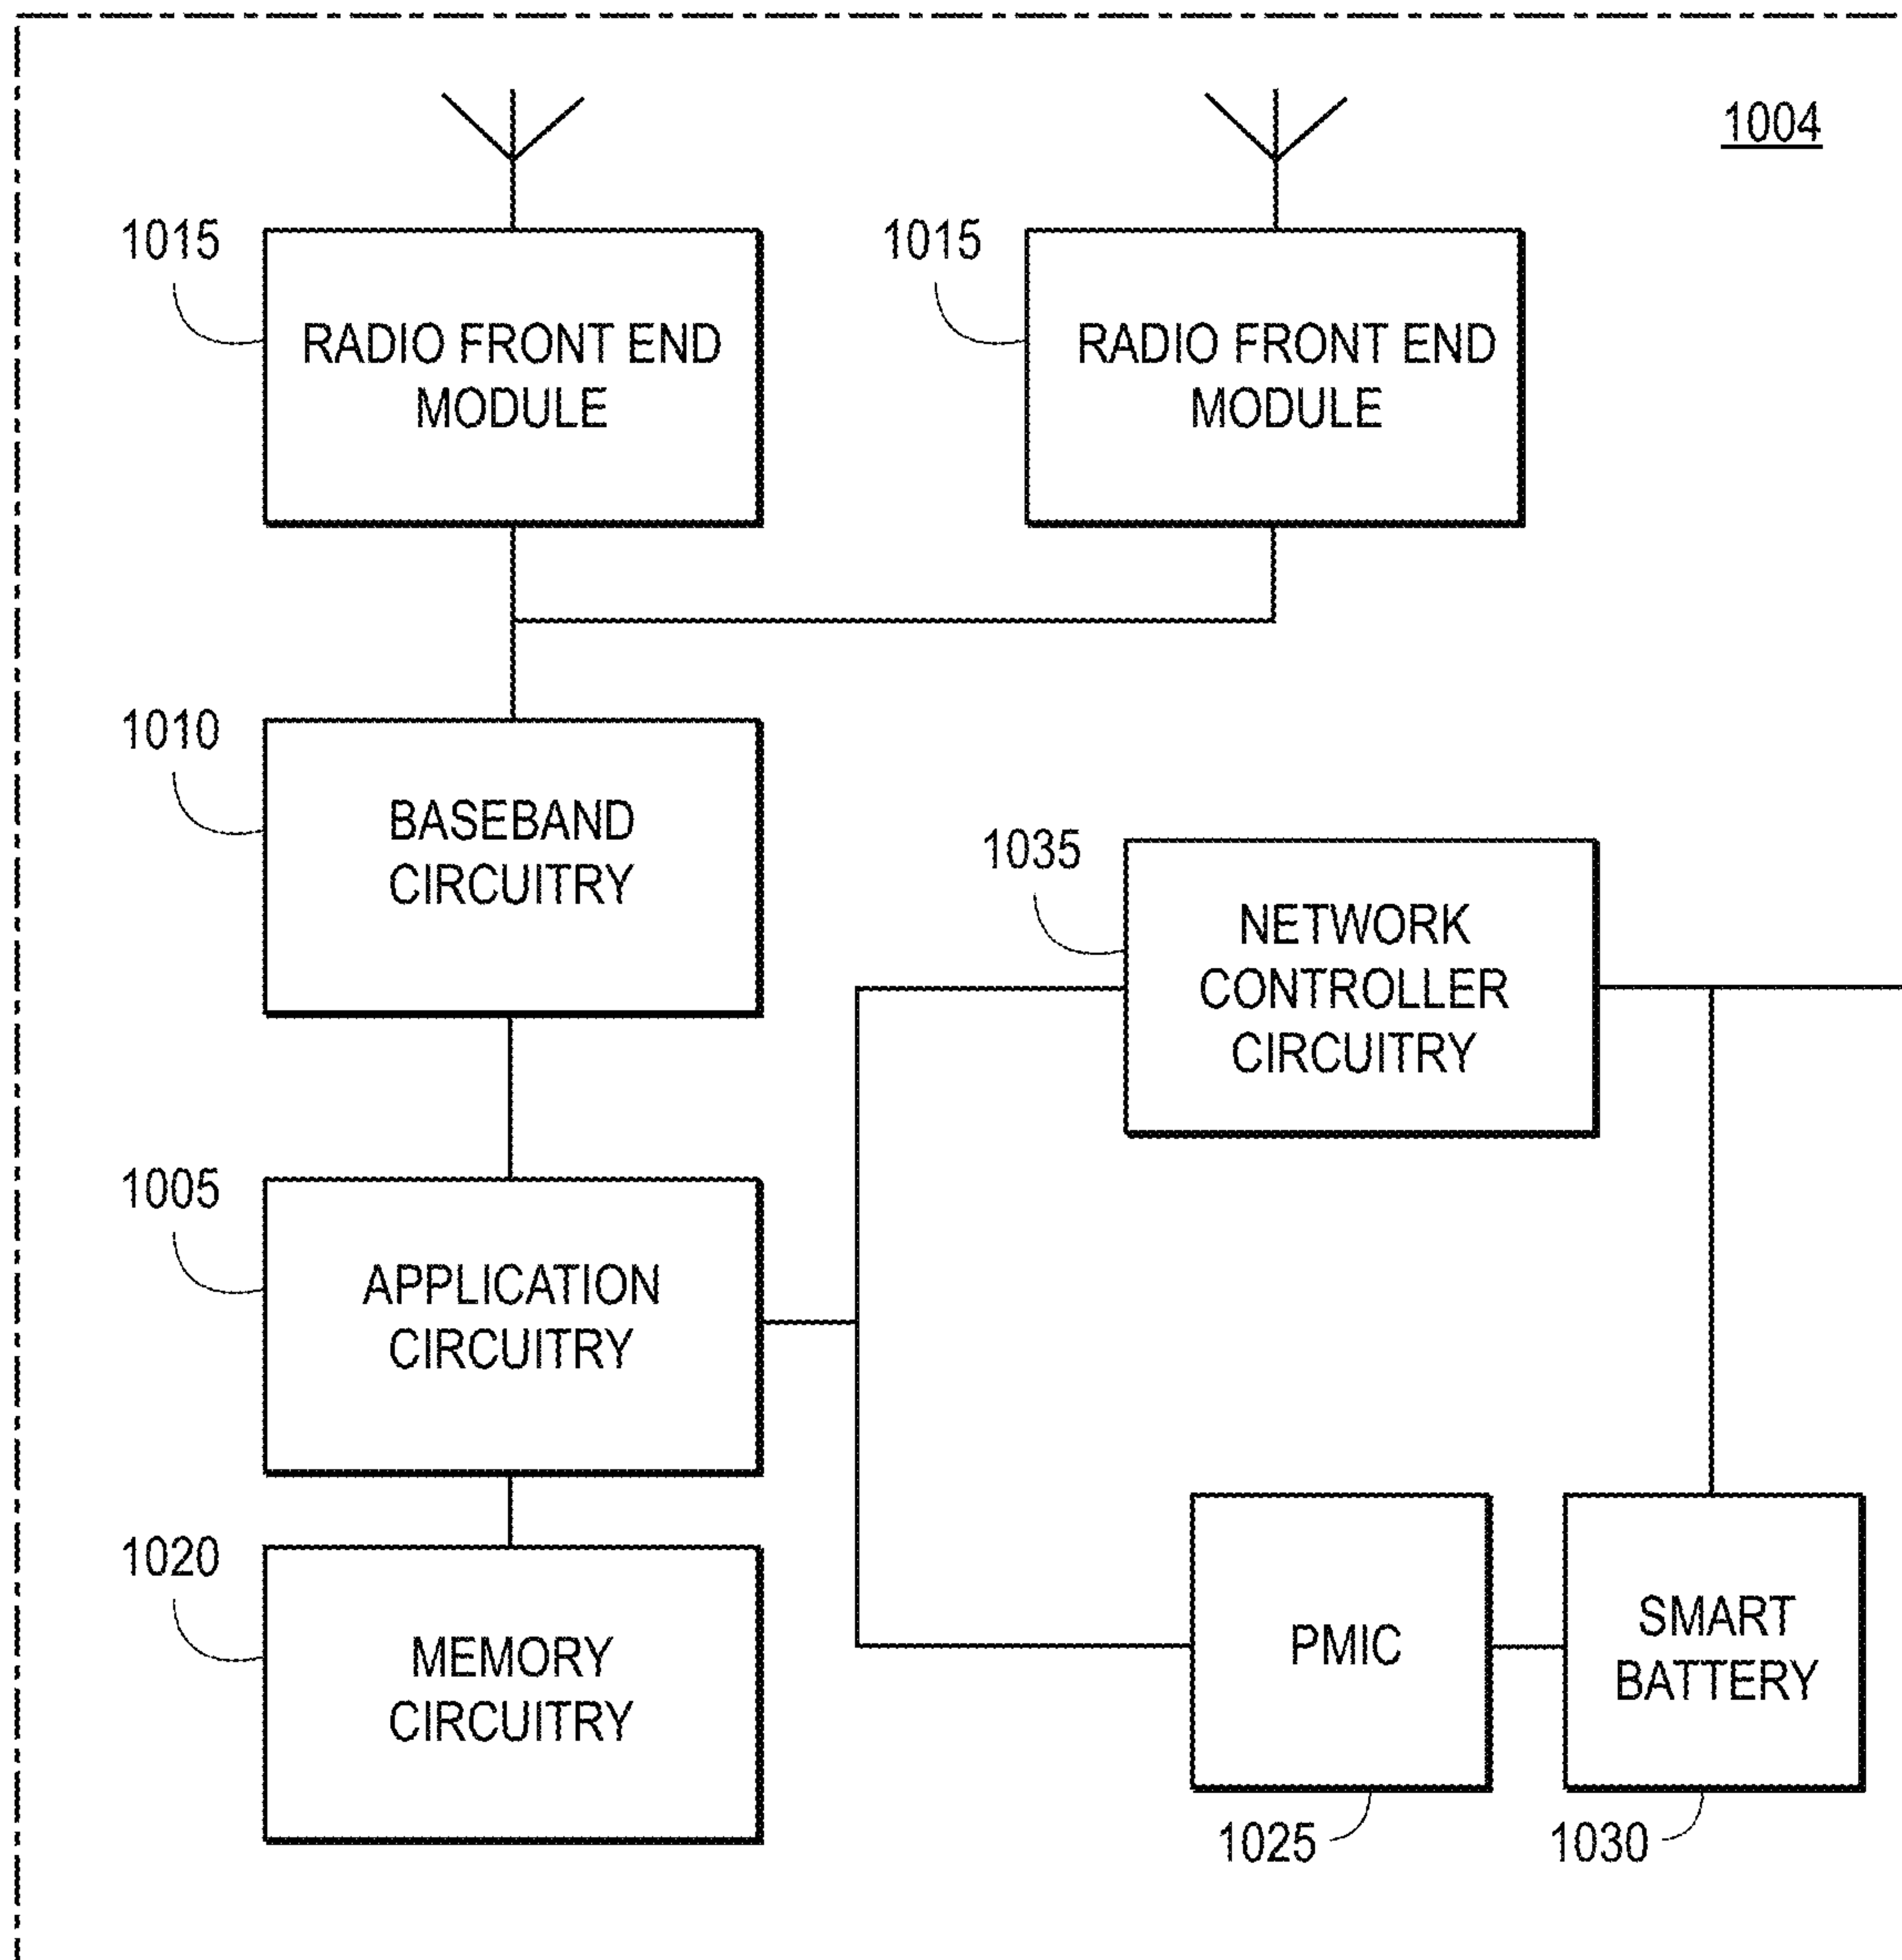 1004
1015
RADIO FRONT END
MODULE
1015
RADIO FRONT END
MODULE
1010
BASEBAND
CIRCUITRY
1035
NETWORK
CONTROLLER
CIRCUITRY
1005
APPLICATION
CIRCUITRY
1020
MEMORY
CIRCUITRY
PMIC
SMART
BATTERY
1025
1030